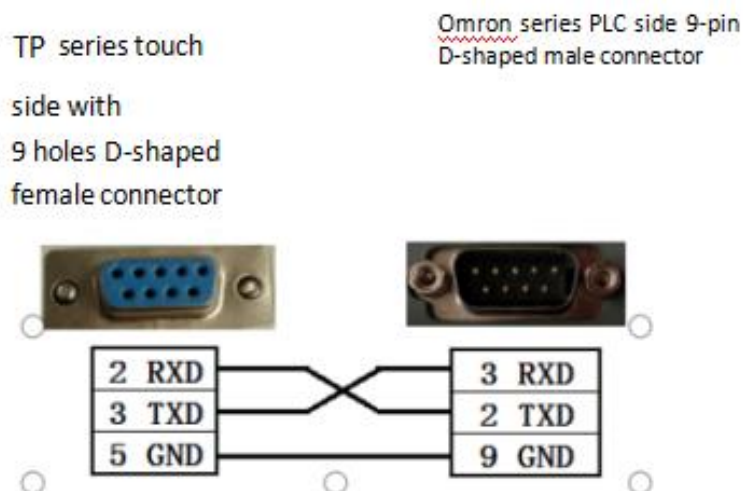 TP series touch
side with
9 holes D-shaped
female connector
Omron series PLC side 9-pin
D-shaped male connector
2 RXD
3 TXD
5 GND
3 RXD
2 TXD
9 GND